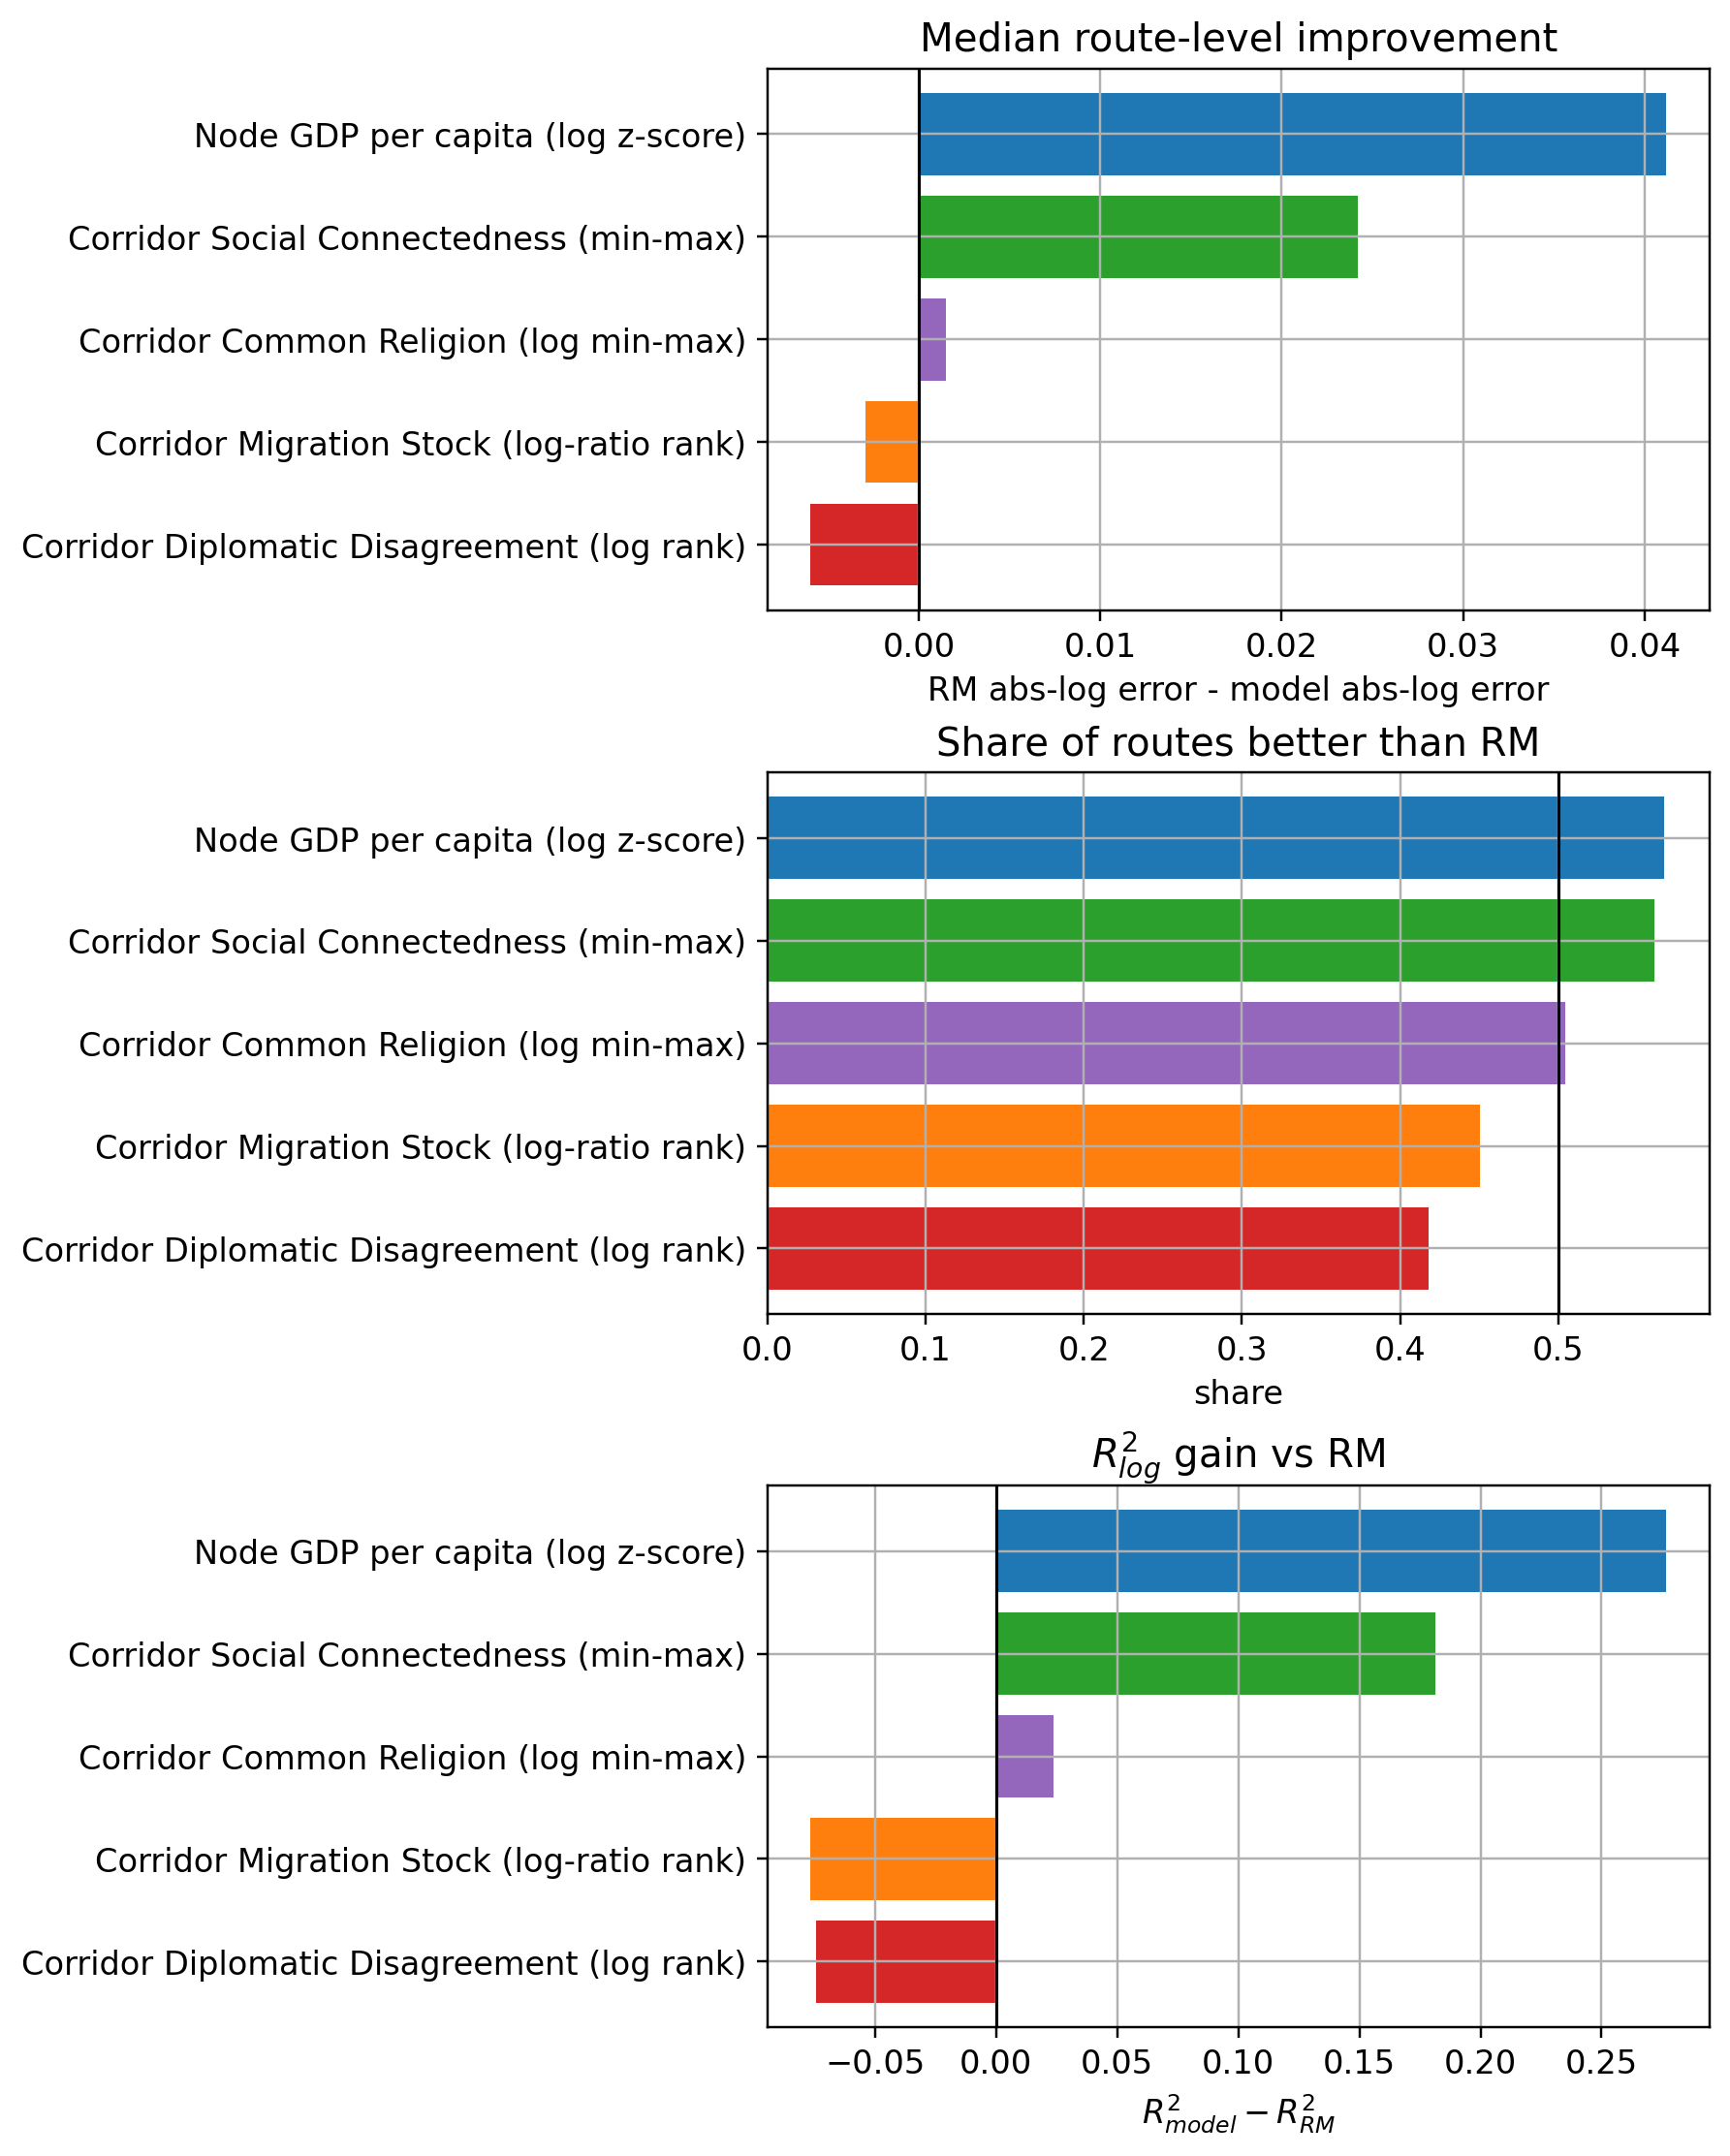 Median route-level improvement
Node GDP per capita (log z-score)
Corridor Social Connectedness (min-max)
Corridor Common Religion (log min-max)
Corridor Migration Stock (log-ratio rank)
Corridor Diplomatic Disagreement (log rank)
0.00 0.01 0.02 0.03 0.04
RM abs-log error - model abs-log error
Share of routes better than RM
Node GDP per capita (log z-score)
Corridor Social Connectedness (min-max)
Corridor Common Religion (log min-max)
Corridor Migration Stock (log-ratio rank)
Corridor Diplomatic Disagreement (log rank)
0.0 0.1 0.2 0.3 0.4 0.5
share
$R^2_{log}$ gain vs RM
Node GDP per capita (log z-score)
Corridor Social Connectedness (min-max)
Corridor Common Religion (log min-max)
Corridor Migration Stock (log-ratio rank)
Corridor Diplomatic Disagreement (log rank)
−0.05 0.00 0.05 0.10 0.15 0.20 0.25
$R^2_{model} − R^2_{RM}$